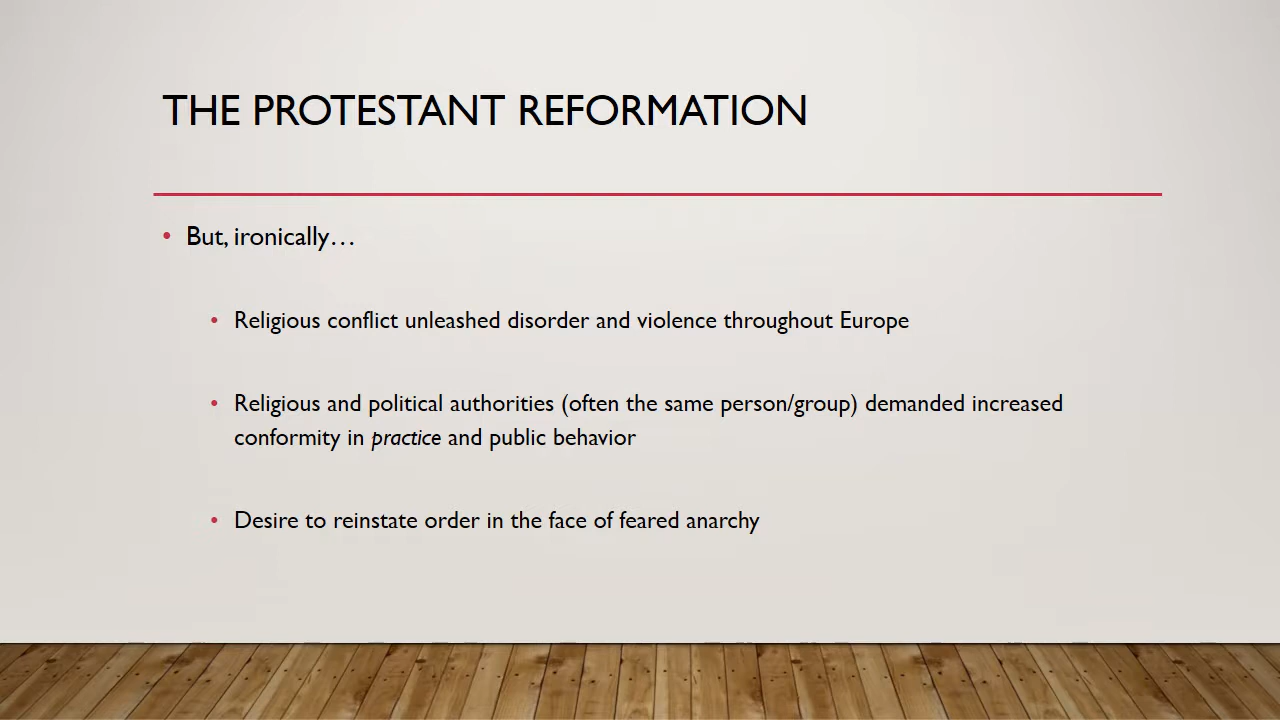 THE PROTESTANT REFORMATION
• But, ironically…
• Religious conflict unleashed disorder and violence throughout Europe
• Religious and political authorities (often the same person/group) demanded increased
conformity in practice and public behavior
• Desire to reinstate order in the face of feared anarchy